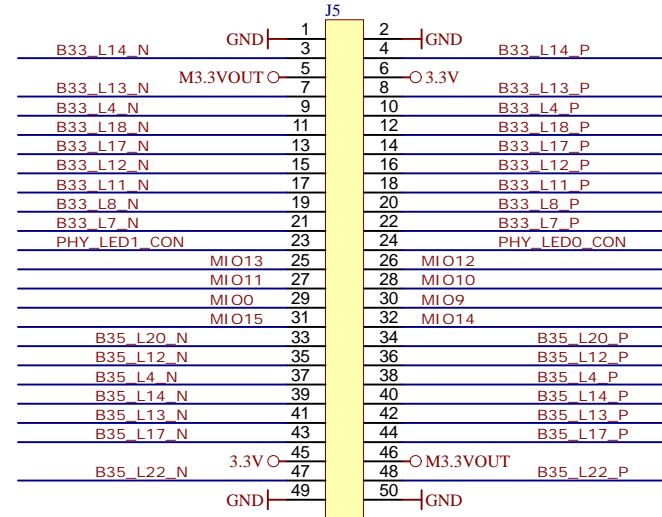 J5
GND 1 2 GND
B33_L14_N 3 4 B33_L14_P
M3.3VOUT 5 6 3.3V
B33_L13_N 7 8 B33_L13_P
B33_L4_N 9 10 B33_L4_P
B33_L18_N 11 12 B33_L18_P
B33_L17_N 13 14 B33_L17_P
B33_L12_N 15 16 B33_L12_P
B33_L11_N 17 18 B33_L11_P
B33_L8_N 19 20 B33_L8_P
B33_L7_N 21 22 B33_L7_P
PHY_LED1_CON 23 24 PHY_LED0_CON
MIO13 25 26 MIO12
MIO11 27 28 MIO10
MIO0 29 30 MIO9
MIO15 31 32 MIO14
B35_L20_N 33 34 B35_L20_P
B35_L12_N 35 36 B35_L12_P
B35_L4_N 37 38 B35_L4_P
B35_L14_N 39 40 B35_L14_P
B35_L13_N 41 42 B35_L13_P
B35_L17_N 43 44 B35_L17_P
3.3V 45 46 M3.3VOUT
B35_L22_N 47 48 B35_L22_P
GND 49 50 GND